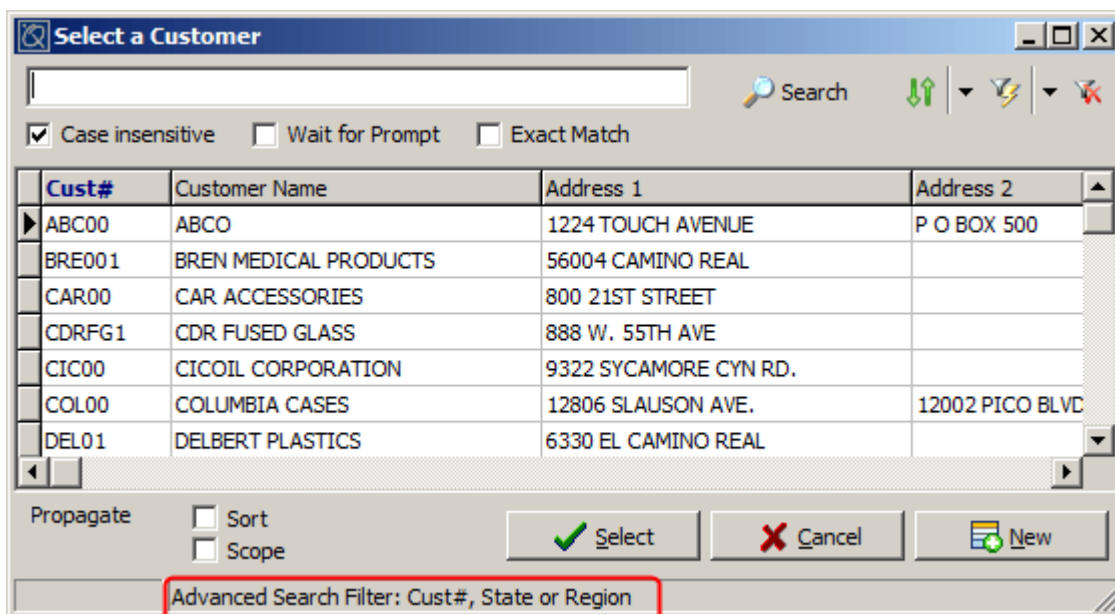 Select a Customer
Search
Case insensitive Wait for Prompt Exact Match
Cust# Customer Name Address 1 Address 2
ABC00 ABCO 1224 TOUCH AVENUE P O BOX 500
BRE001 BREN MEDICAL PRODUCTS 56004 CAMINO REAL
CAR00 CAR ACCESSORIES 800 21ST STREET
CDRFG1 CDR FUSED GLASS 888 W. 55TH AVE
CIC00 CICOIL CORPORATION 9322 SYCAMORE CYN RD.
COL00 COLUMBIA CASES 12806 SLAUSON AVE. 12002 PICO BLVD
DEL01 DELBERT PLASTICS 6330 EL CAMINO REAL
Propagate Sort
Scope
Select Cancel New
Advanced Search Filter: Cust#, State or Region